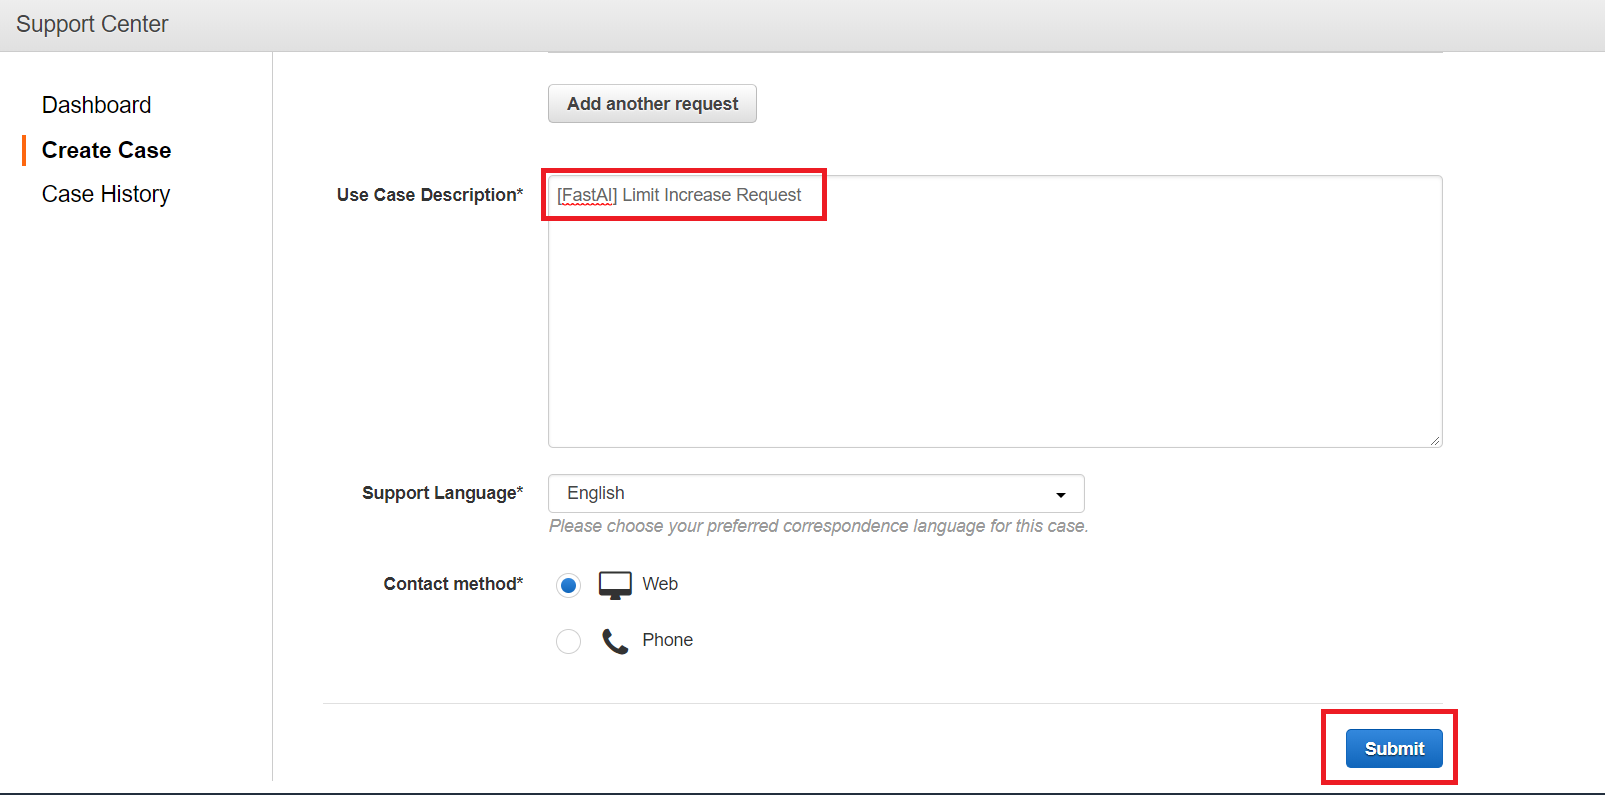 Support Center
Dashboard
Create Case
Case History
Add another request
Use Case Description*
[FastAI] Limit Increase Request
Support Language*
English
Please choose your preferred correspondence language for this case.
Contact method*
Web
Phone
Submit